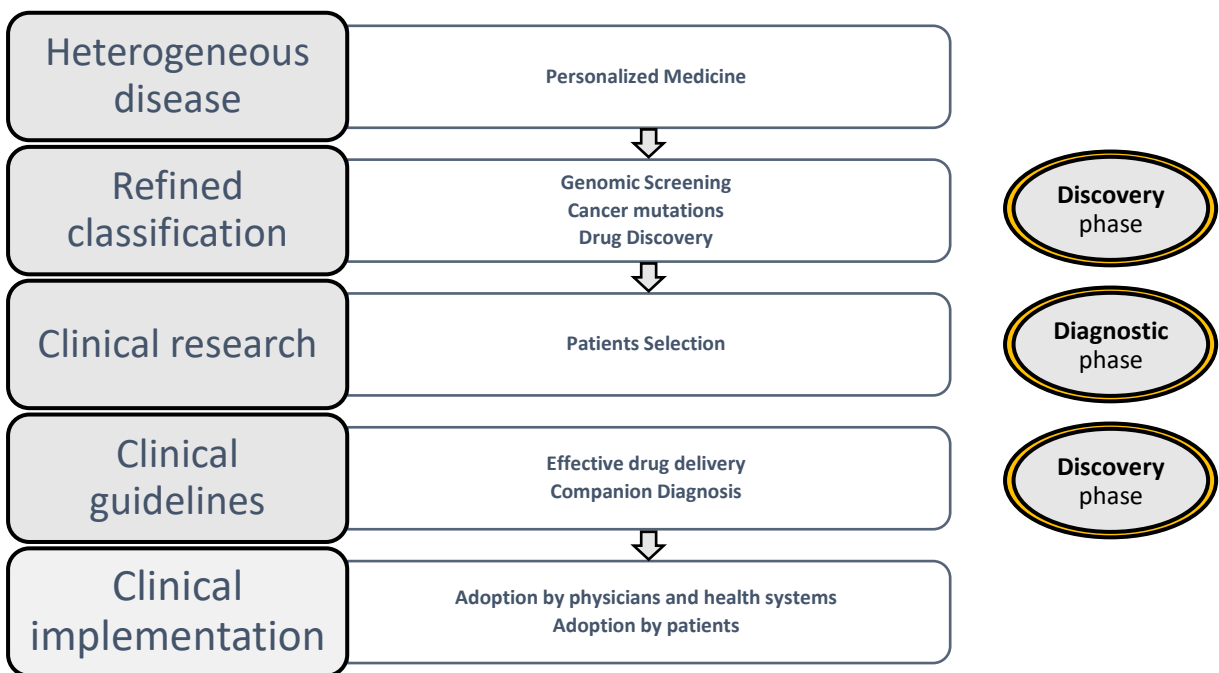 Heterogeneous
disease
Personalized Medicine
Refined
classification
Genomic Screening
Cancer mutations
Drug Discovery
Discovery
phase
Clinical research
Patients Selection
Diagnostic
phase
Clinical
guidelines
Effective drug delivery
Companion Diagnosis
Discovery
phase
Clinical
implementation
Adoption by physicians and health systems
Adoption by patients